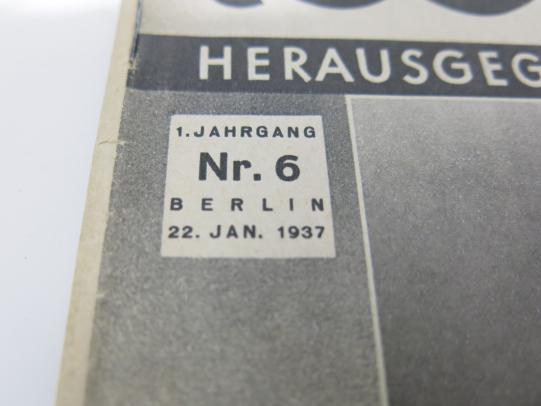 HERAUSGEG
1. JAHRGANG
Nr. 6
BERLIN
22. JAN. 1937